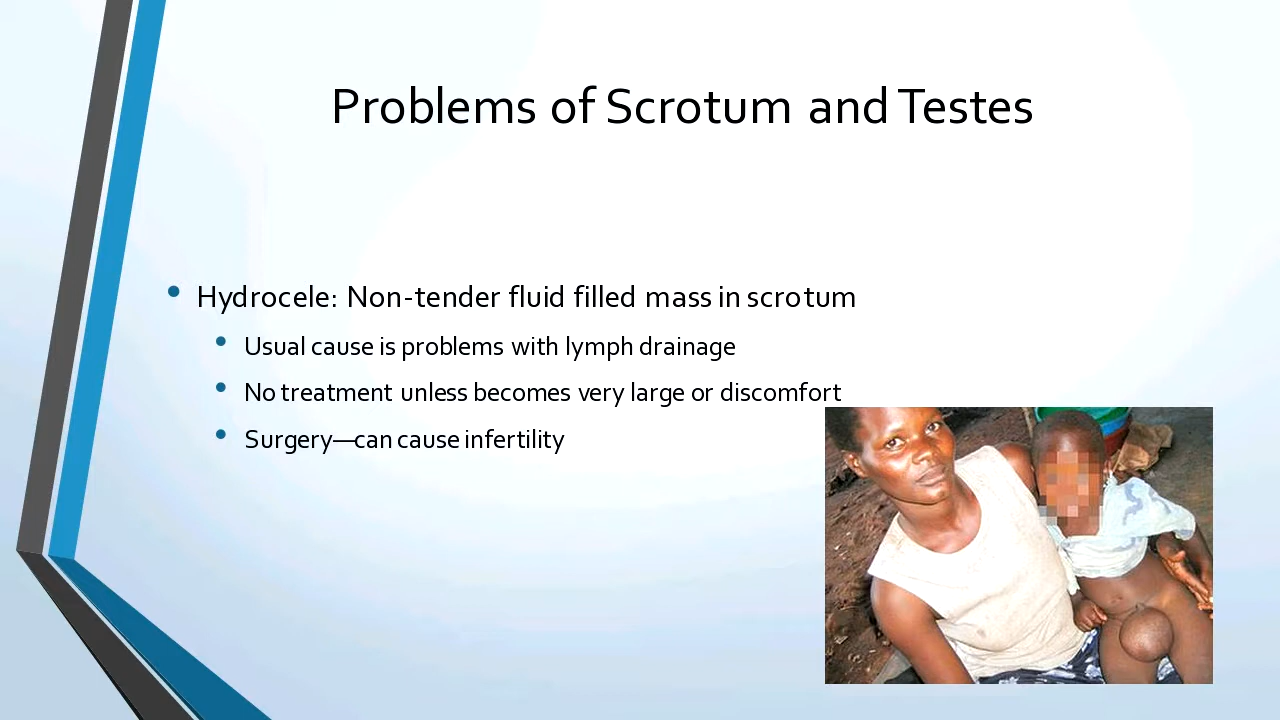 Problems of Scrotum and Testes
Hydrocele: Non-tender fluid filled mass in scrotum
Usual cause is problems with lymph drainage
No treatment unless becomes very large or discomfort
Surgery—can cause infertility